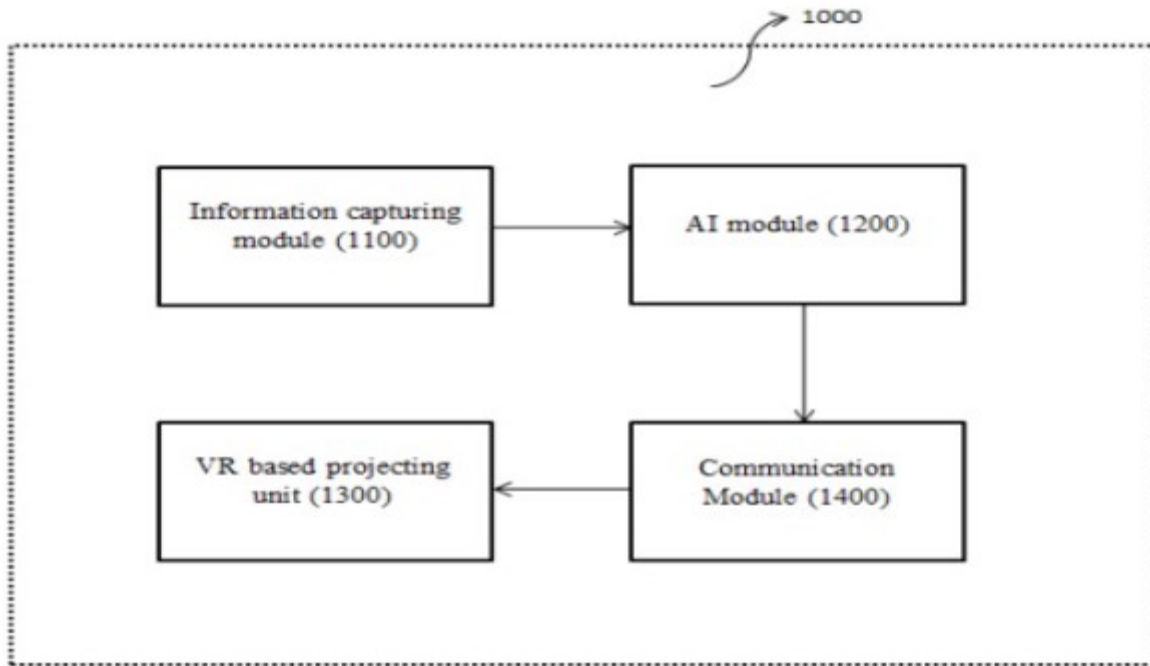 1000
Information capturing
module (1100)
AI module (1200)
VR based projecting
unit (1300)
Communication
Module (1400)